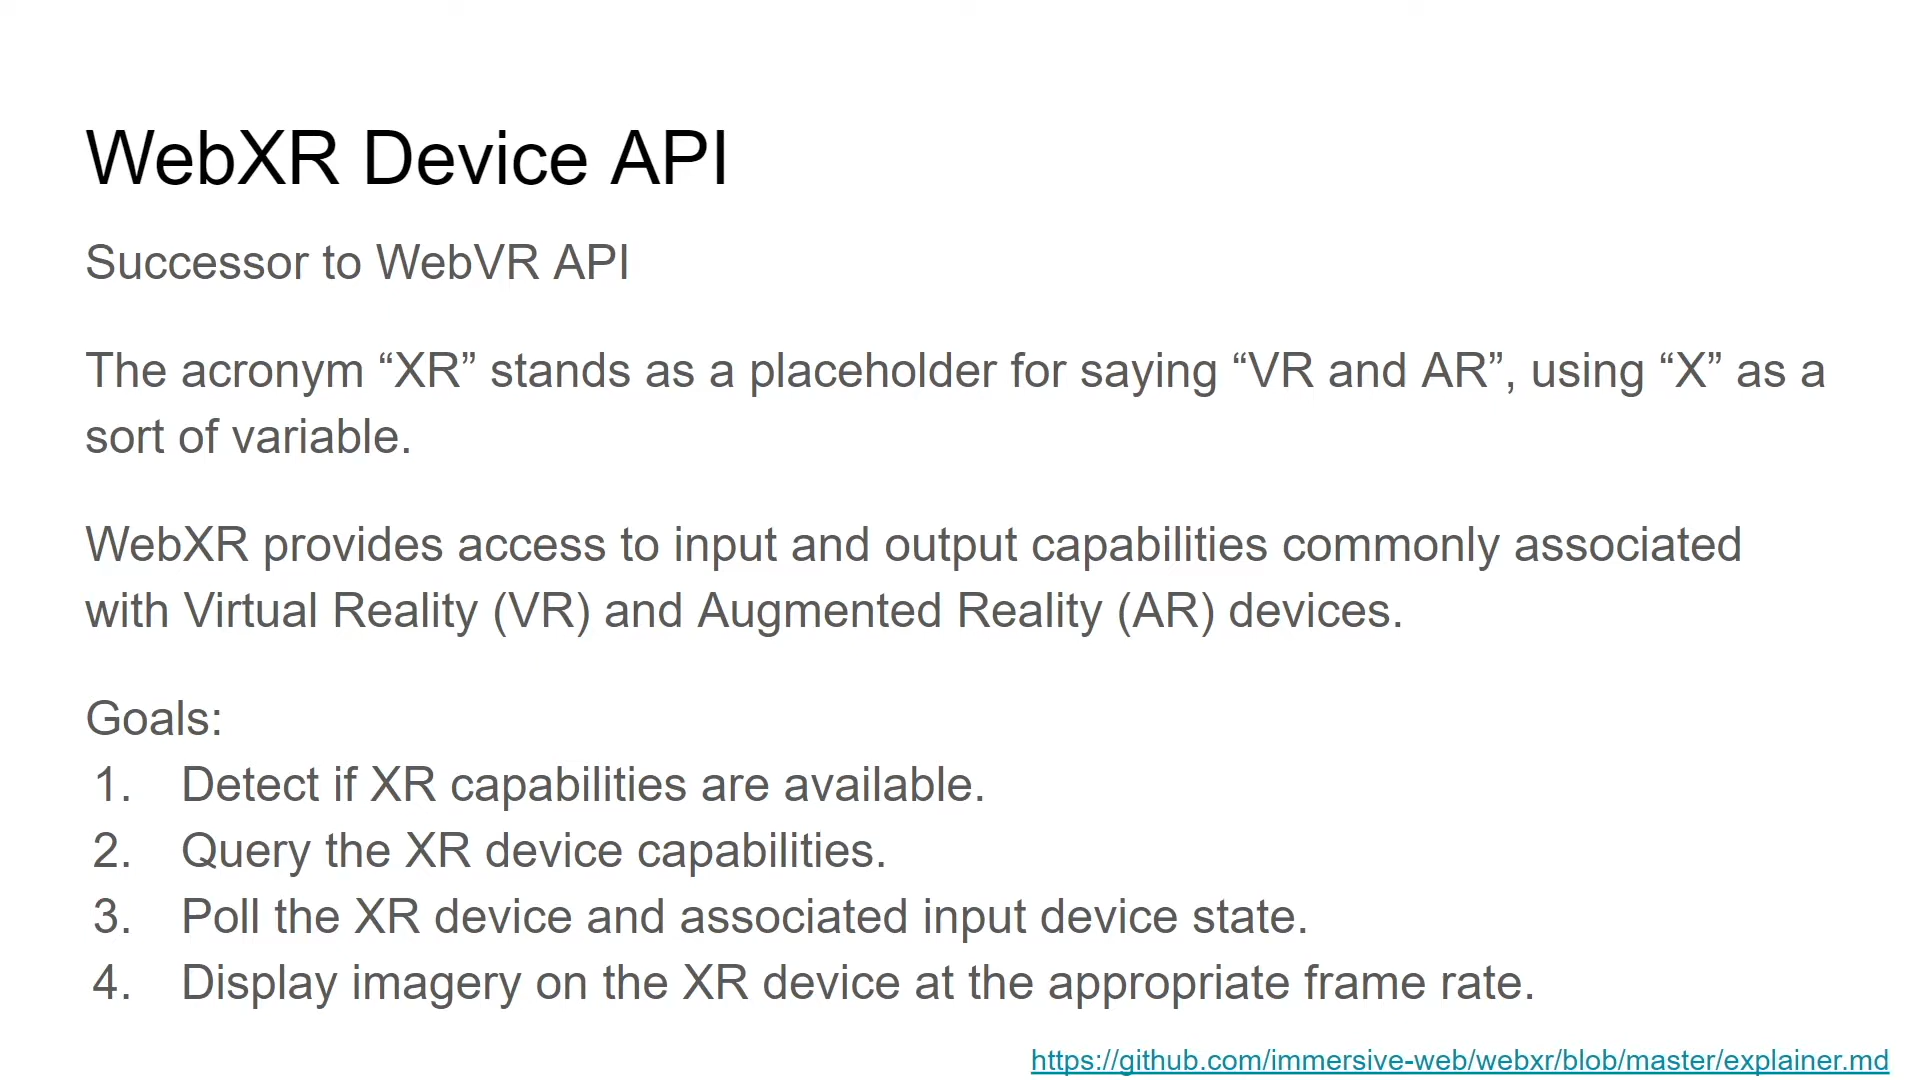 WebXR Device API
Successor to WebVR API
The acronym “XR” stands as a placeholder for saying “VR and AR”, using “X” as a
sort of variable.
WebXR provides access to input and output capabilities commonly associated
with Virtual Reality (VR) and Augmented Reality (AR) devices.
Goals:
1. Detect if XR capabilities are available.
2. Query the XR device capabilities.
3. Poll the XR device and associated input device state.
4. Display imagery on the XR device at the appropriate frame rate.
https://github.com/immersive-web/webxr/blob/master/explainer.md